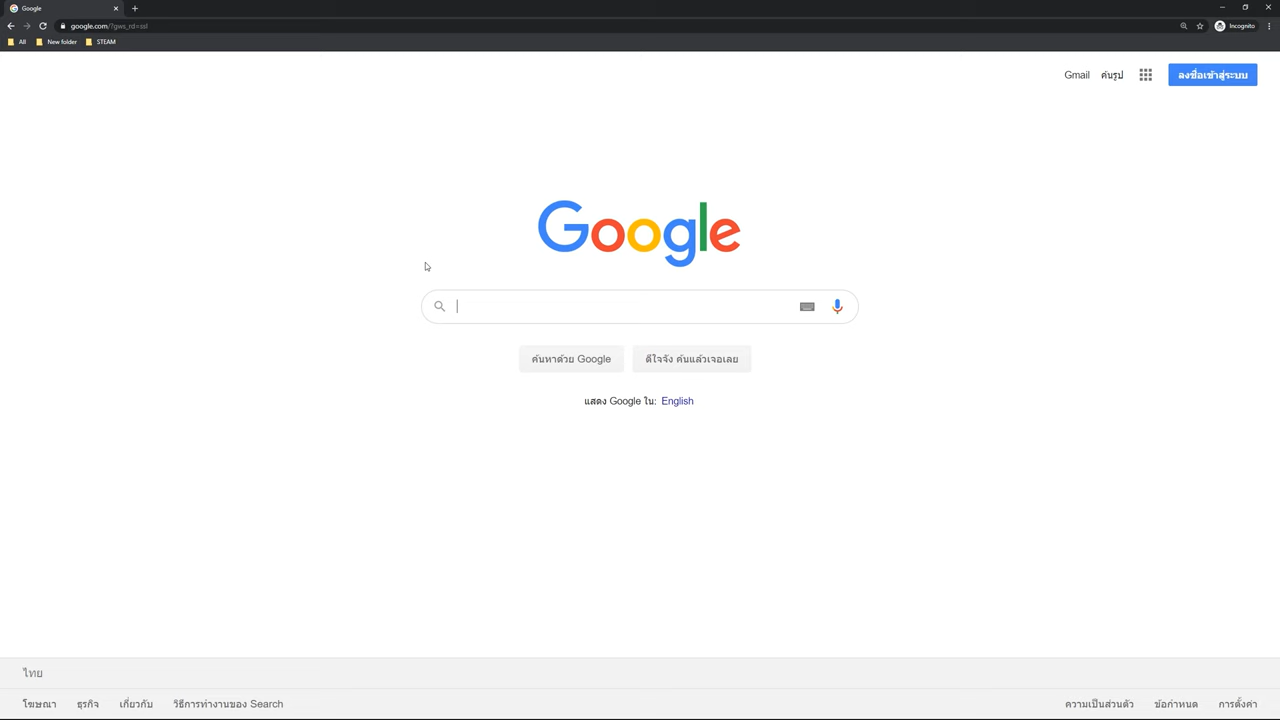 Google
google.com/?gws_rd=ssl
Incognito
All
New folder
STEAM
Gmail
ค้นรูป
ลงชื่อเข้าสู่ระบบ
Google
ค้นหาด้วย Google
ดีใจจัง ค้นแล้วเจอเลย
แสดง Google ใน: English
ไทย
โฆษณา
ธุรกิจ
เกี่ยวกับ
วิธีการทำงานของ Search
ความเป็นส่วนตัว
ข้อกำหนด
การตั้งค่า